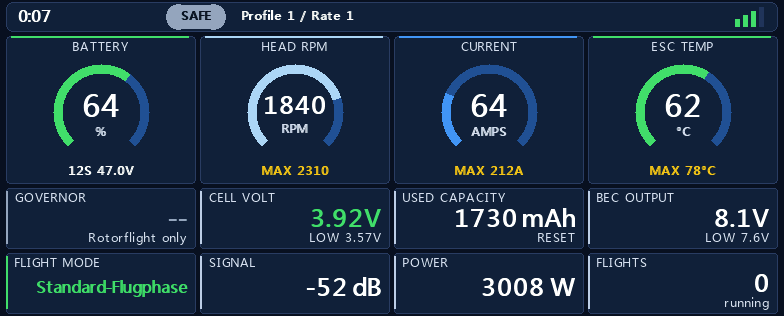 0:07 SAFE Profile 1 / Rate 1
BATTERY
64
%
12S 47.0V
HEAD RPM
1840
RPM
MAX 2310
CURRENT
64
AMPS
MAX 212A
ESC TEMP
62
°C
MAX 78°C
GOVERNOR
--
Rotorflight only
CELL VOLT
3.92V
LOW 3.57V
USED CAPACITY
1730 mAh
RESET
BEC OUTPUT
8.1V
LOW 7.6V
FLIGHT MODE
Standard-Flugphase
SIGNAL
-52 dB
POWER
3008 W
FLIGHTS
0
running